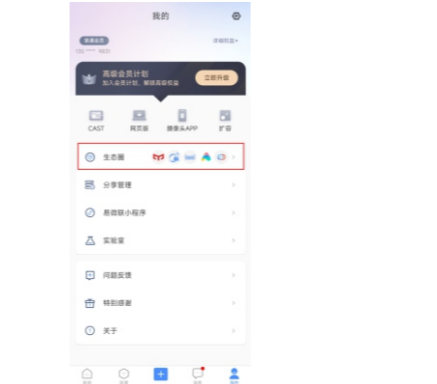 我的
普通会员
详细权益>
高级会员计划
加入会员计划，解锁高级权益
立即升级
CAST
网页版
摄像头APP
扩容
生态圈
分享管理
易微联小程序
实验室
问题反馈
特别感谢
关于